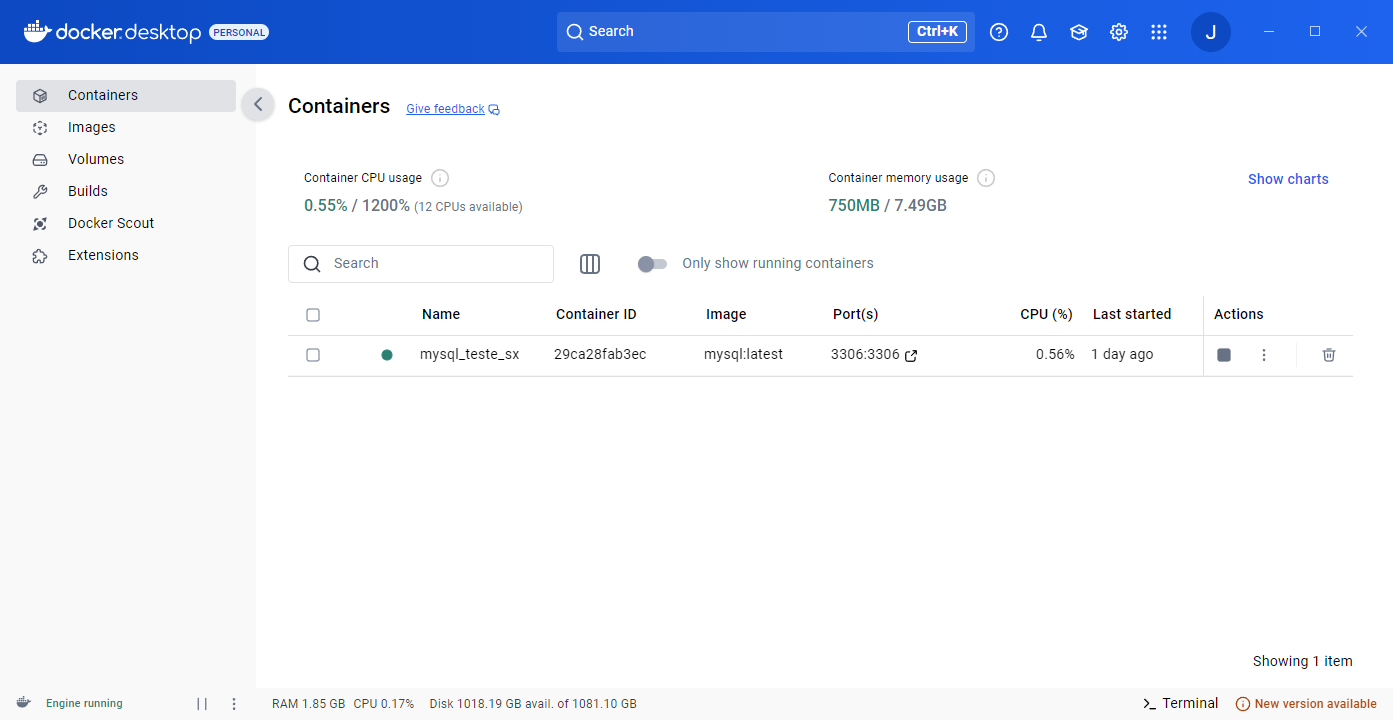 docker.desktop PERSONAL Search Ctrl+K J
Containers
Images
Volumes
Builds
Docker Scout
Extensions
Containers Give feedback
Container CPU usage
0.55% / 1200% (12 CPUs available)
Container memory usage
750MB / 7.49GB
Show charts
Search
Only show running containers
Name Container ID Image Port(s) CPU (%) Last started Actions
mysql_teste_sx 29ca28fab3ec mysql:latest 3306:3306 0.56% 1 day ago
Showing 1 item
Engine running RAM 1.85 GB CPU 0.17% Disk 1018.19 GB avail. of 1081.10 GB >_ Terminal New version available